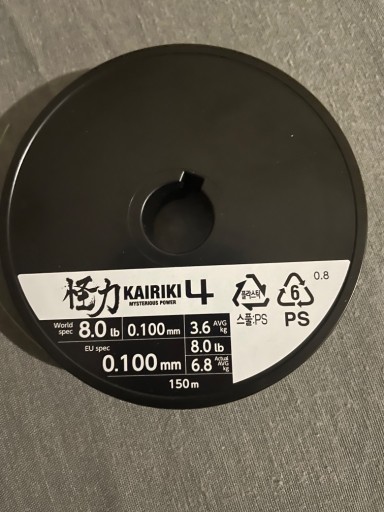 0.8
怪力 KAIRIKI 4
MYSTERIOUS POWER
플라스틱
스풀:PS
6
PS
World spec 8.0 lb 0.100 mm 3.6 AVG kg
EU spec 0.100 mm 8.0 lb
6.8 Actual AVG kg
150 m